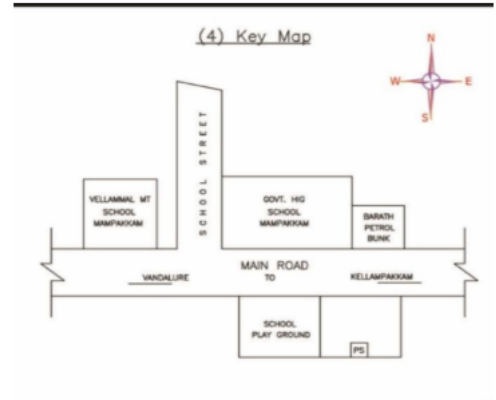 (4) Key Map
N
W E
S
SCHOOL STREET
VELLAMMAL MT
SCHOOL
MAMPAKKAM
GOVT. HIG
SCHOOL
MAMPAKKAM
BARATH
PETROL
BUNK
MAIN ROAD
VANDALURE TO KELLAMPAKKAM
SCHOOL
PLAY GROUND
PS